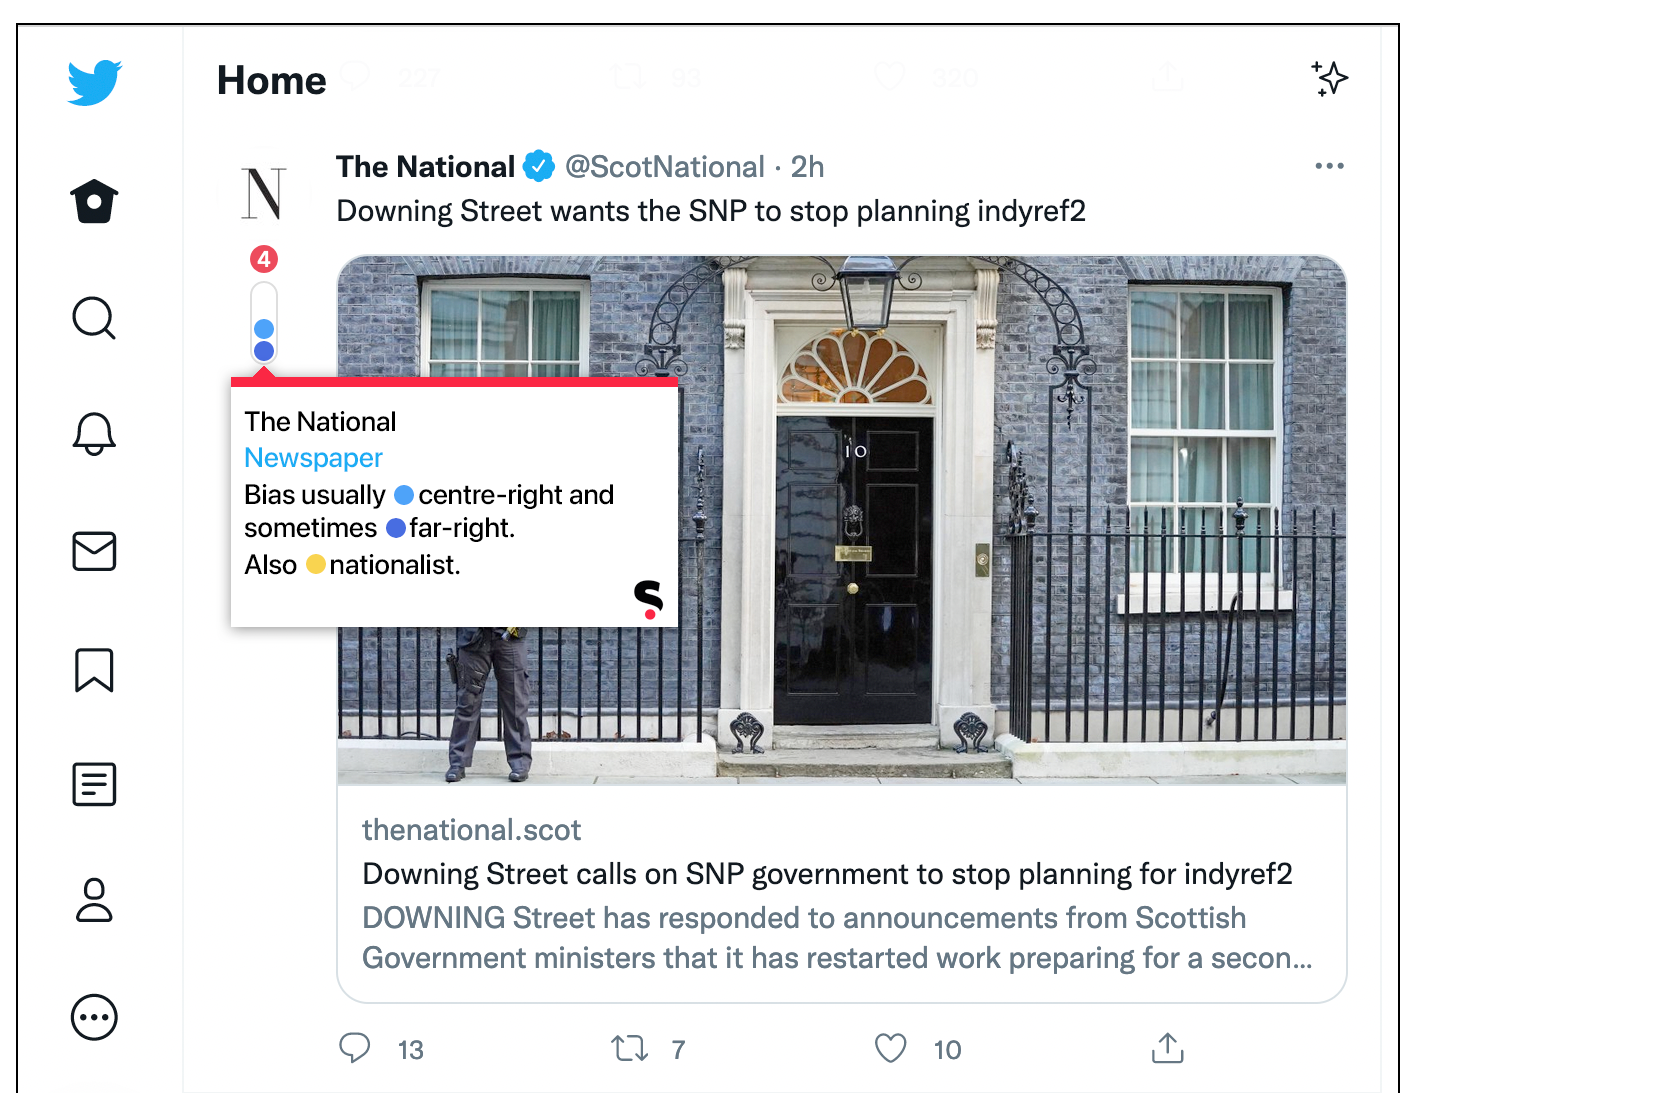 Home
227 93 320
The National @ScotNational · 2h
Downing Street wants the SNP to stop planning indyref2
N
4
10
The National
Newspaper
Bias usually centre-right and
sometimes far-right.
Also nationalist.
S
thenational.scot
Downing Street calls on SNP government to stop planning for indyref2
DOWNING Street has responded to announcements from Scottish
Government ministers that it has restarted work preparing for a secon...
13 7 10